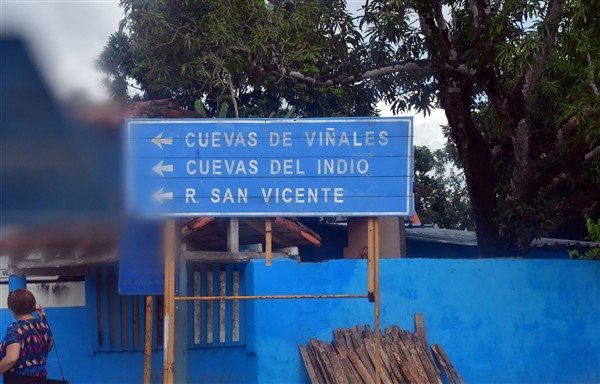 ← CUEVAS DE VIÑALES
← CUEVAS DEL INDIO
← R. SAN VICENTE